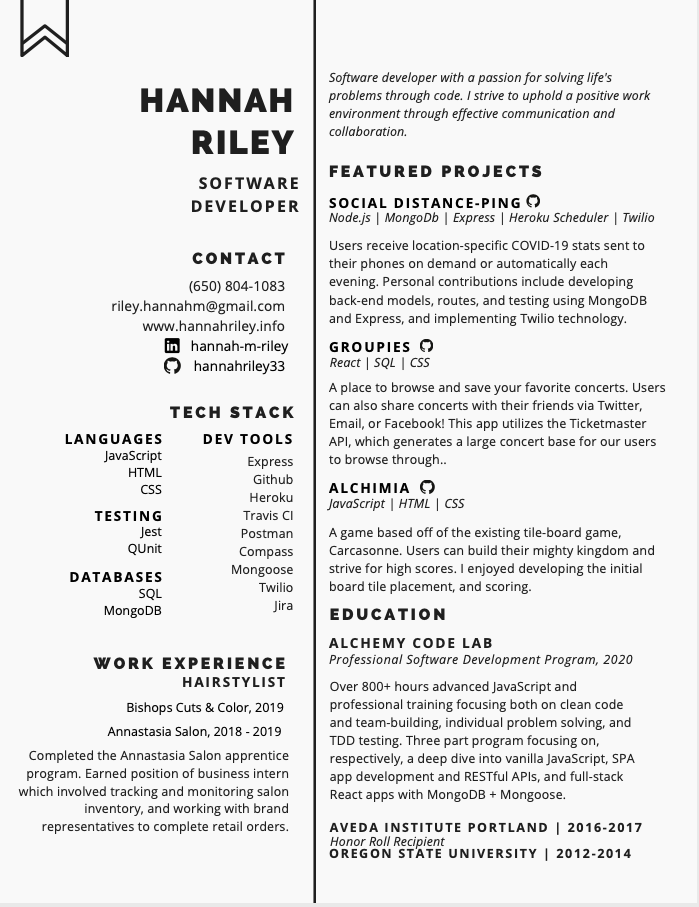 HANNAH
RILEY
SOFTWARE
DEVELOPER
CONTACT
(650) 804-1083
riley.hannahm@gmail.com
www.hannahriley.info
hannah-m-riley
hannahriley33
TECH STACK
LANGUAGES
JavaScript
HTML
CSS
TESTING
Jest
QUnit
DATABASES
SQL
MongoDB
DEV TOOLS
Express
Github
Heroku
Travis CI
Postman
Compass
Mongoose
Twilio
Jira
WORK EXPERIENCE
HAIRSTYLIST
Bishops Cuts & Color, 2019
Annastasia Salon, 2018 - 2019
Completed the Annastasia Salon apprentice
program. Earned position of business intern
which involved tracking and monitoring salon
inventory, and working with brand
representatives to complete retail orders.
Software developer with a passion for solving life's
problems through code. I strive to uphold a positive work
environment through effective communication and
collaboration.
FEATURED PROJECTS
SOCIAL DISTANCE-PING
Node.js | MongoDb | Express | Heroku Scheduler | Twilio
Users receive location-specific COVID-19 stats sent to
their phones on demand or automatically each
evening. Personal contributions include developing
back-end models, routes, and testing using MongoDB
and Express, and implementing Twilio technology.
GROUPIES
React | SQL | CSS
A place to browse and save your favorite concerts. Users
can also share concerts with their friends via Twitter,
Email, or Facebook! This app utilizes the Ticketmaster
API, which generates a large concert base for our users
to browse through..
ALCHIMIA
JavaScript | HTML | CSS
A game based off of the existing tile-board game,
Carcasonne. Users can build their mighty kingdom and
strive for high scores. I enjoyed developing the initial
board tile placement, and scoring.
EDUCATION
ALCHEMY CODE LAB
Professional Software Development Program, 2020
Over 800+ hours advanced JavaScript and
professional training focusing both on clean code
and team-building, individual problem solving, and
TDD testing. Three part program focusing on,
respectively, a deep dive into vanilla JavaScript, SPA
app development and RESTful APIs, and full-stack
React apps with MongoDB + Mongoose.
AVEDA INSTITUTE PORTLAND | 2016-2017
Honor Roll Recipient
OREGON STATE UNIVERSITY | 2012-2014